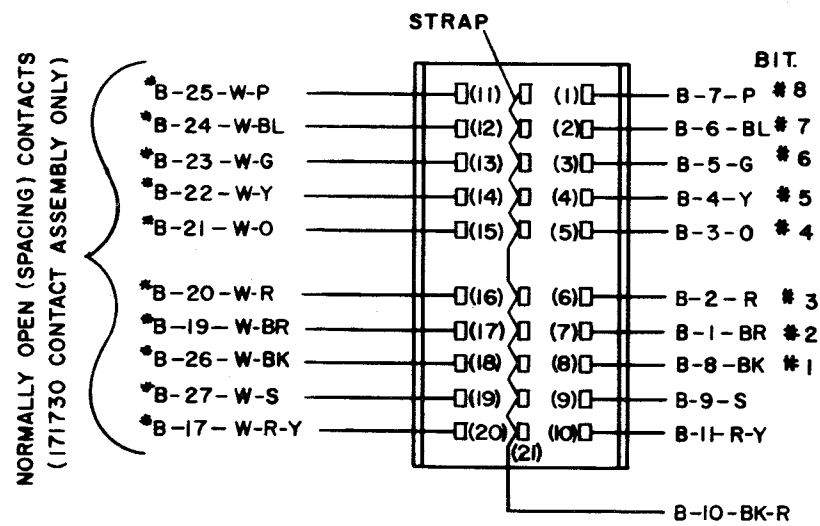 STRAP
BIT.
*B-25-W-P (11) (1) B-7-P #8
*B-24-W-BL (12) (2) B-6-BL #7
*B-23-W-G (13) (3) B-5-G #6
*B-22-W-Y (14) (4) B-4-Y #5
*B-21-W-O (15) (5) B-3-O #4
*B-20-W-R (16) (6) B-2-R #3
*B-19-W-BR (17) (7) B-1-BR #2
*B-26-W-BK (18) (8) B-8-BK #1
*B-27-W-S (19) (9) B-9-S
*B-17-W-R-Y (20) (10) B-11-R-Y
(21)
B-10-BK-R
NORMALLY OPEN (SPACING) CONTACTS
(171730 CONTACT ASSEMBLY ONLY)